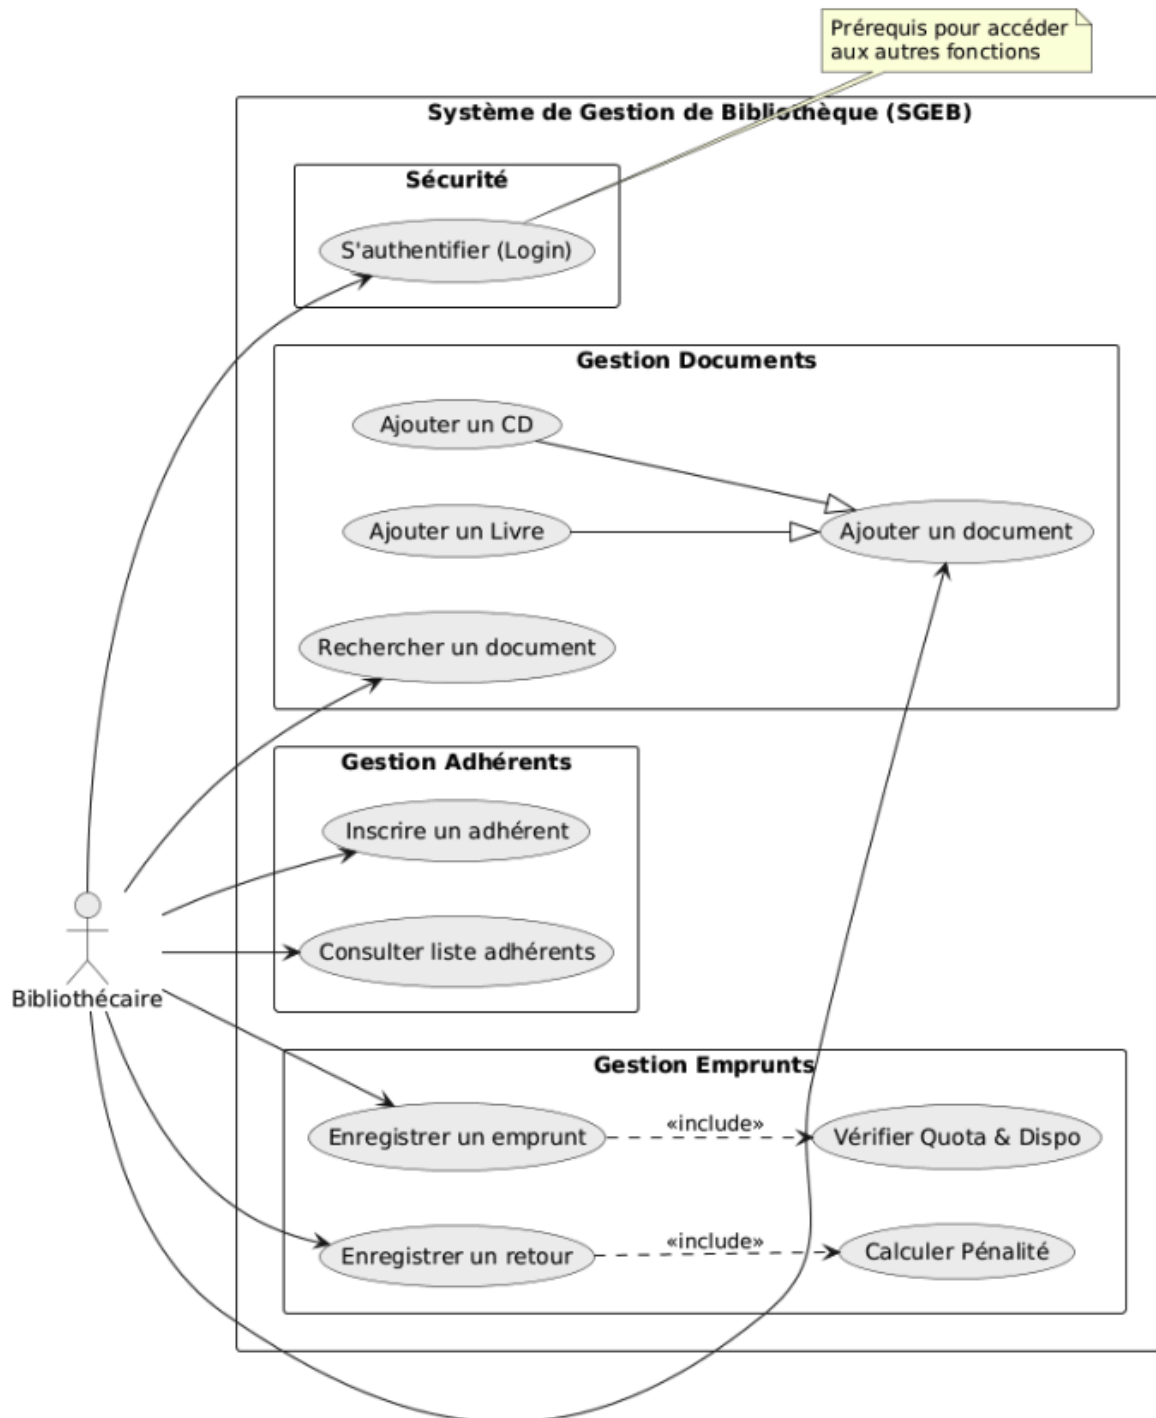 Prérequis pour accéder
aux autres fonctions
Système de Gestion de Bibliothèque (SGEB)
Sécurité
S'authentifier (Login)
Gestion Documents
Ajouter un CD
Ajouter un Livre
Ajouter un document
Rechercher un document
Gestion Adhérents
Inscrire un adhérent
Consulter liste adhérents
Bibliothécaire
Gestion Emprunts
Enregistrer un emprunt
«include»
Vérifier Quota & Dispo
Enregistrer un retour
«include»
Calculer Pénalité